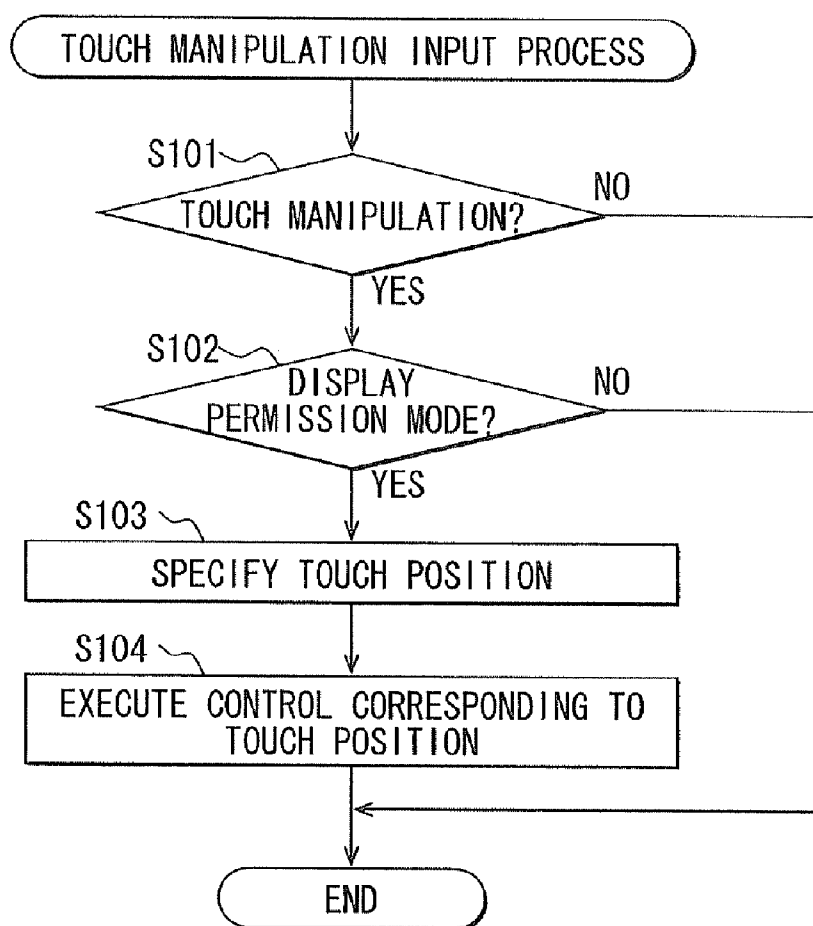 TOUCH MANIPULATION INPUT PROCESS
S101
TOUCH MANIPULATION?
NO
YES
S102
DISPLAY
PERMISSION MODE?
NO
YES
S103
SPECIFY TOUCH POSITION
S104
EXECUTE CONTROL CORRESPONDING TO
TOUCH POSITION
END